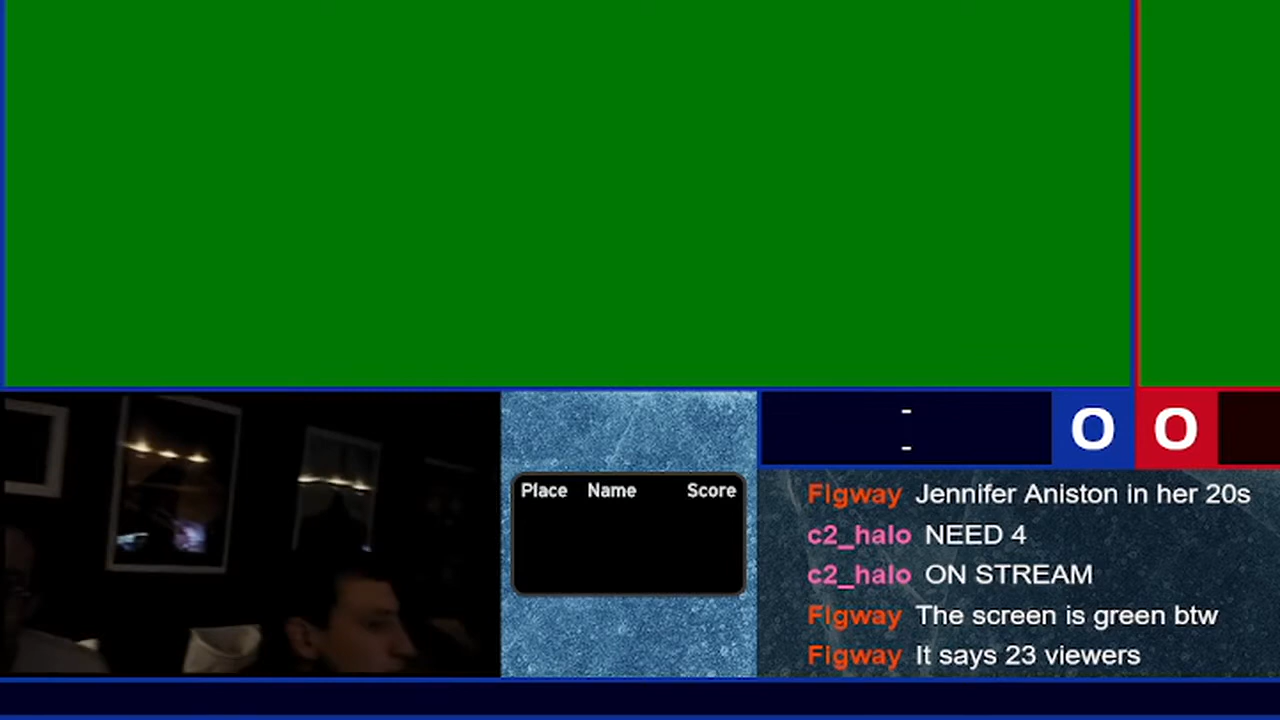 -
-
0 0
Place Name Score
Figway Jennifer Aniston in her 20s
c2_halo NEED 4
c2_halo ON STREAM
Figway The screen is green btw
Figway It says 23 viewers